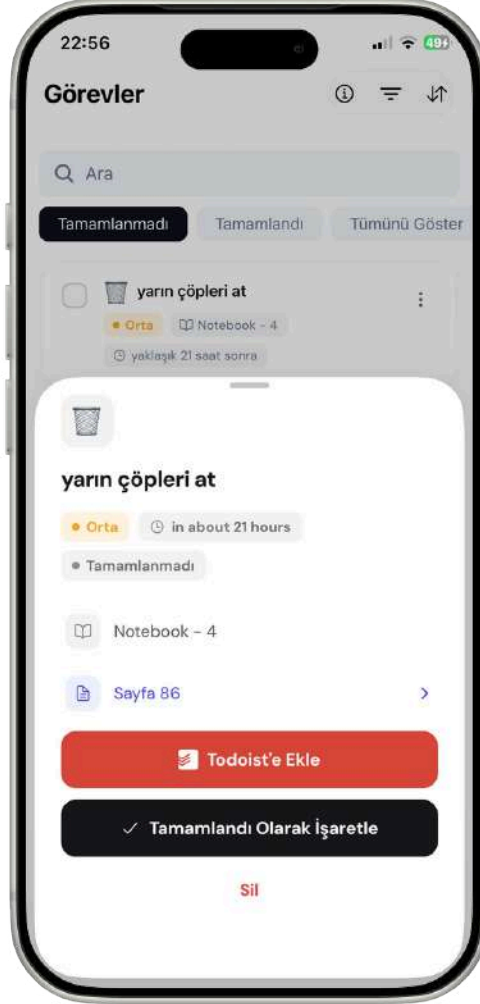 22:56
49
Görevler
Ara
Tamamlanmadı Tamamlandı Tümünü Göster
yarın çöpleri at
Orta Notebook - 4
yaklaşık 21 saat sonra
yarın çöpleri at
Orta in about 21 hours
Tamamlanmadı
Notebook - 4
Sayfa 86
Todoist'e Ekle
Tamamlandı Olarak İşaretle
Sil